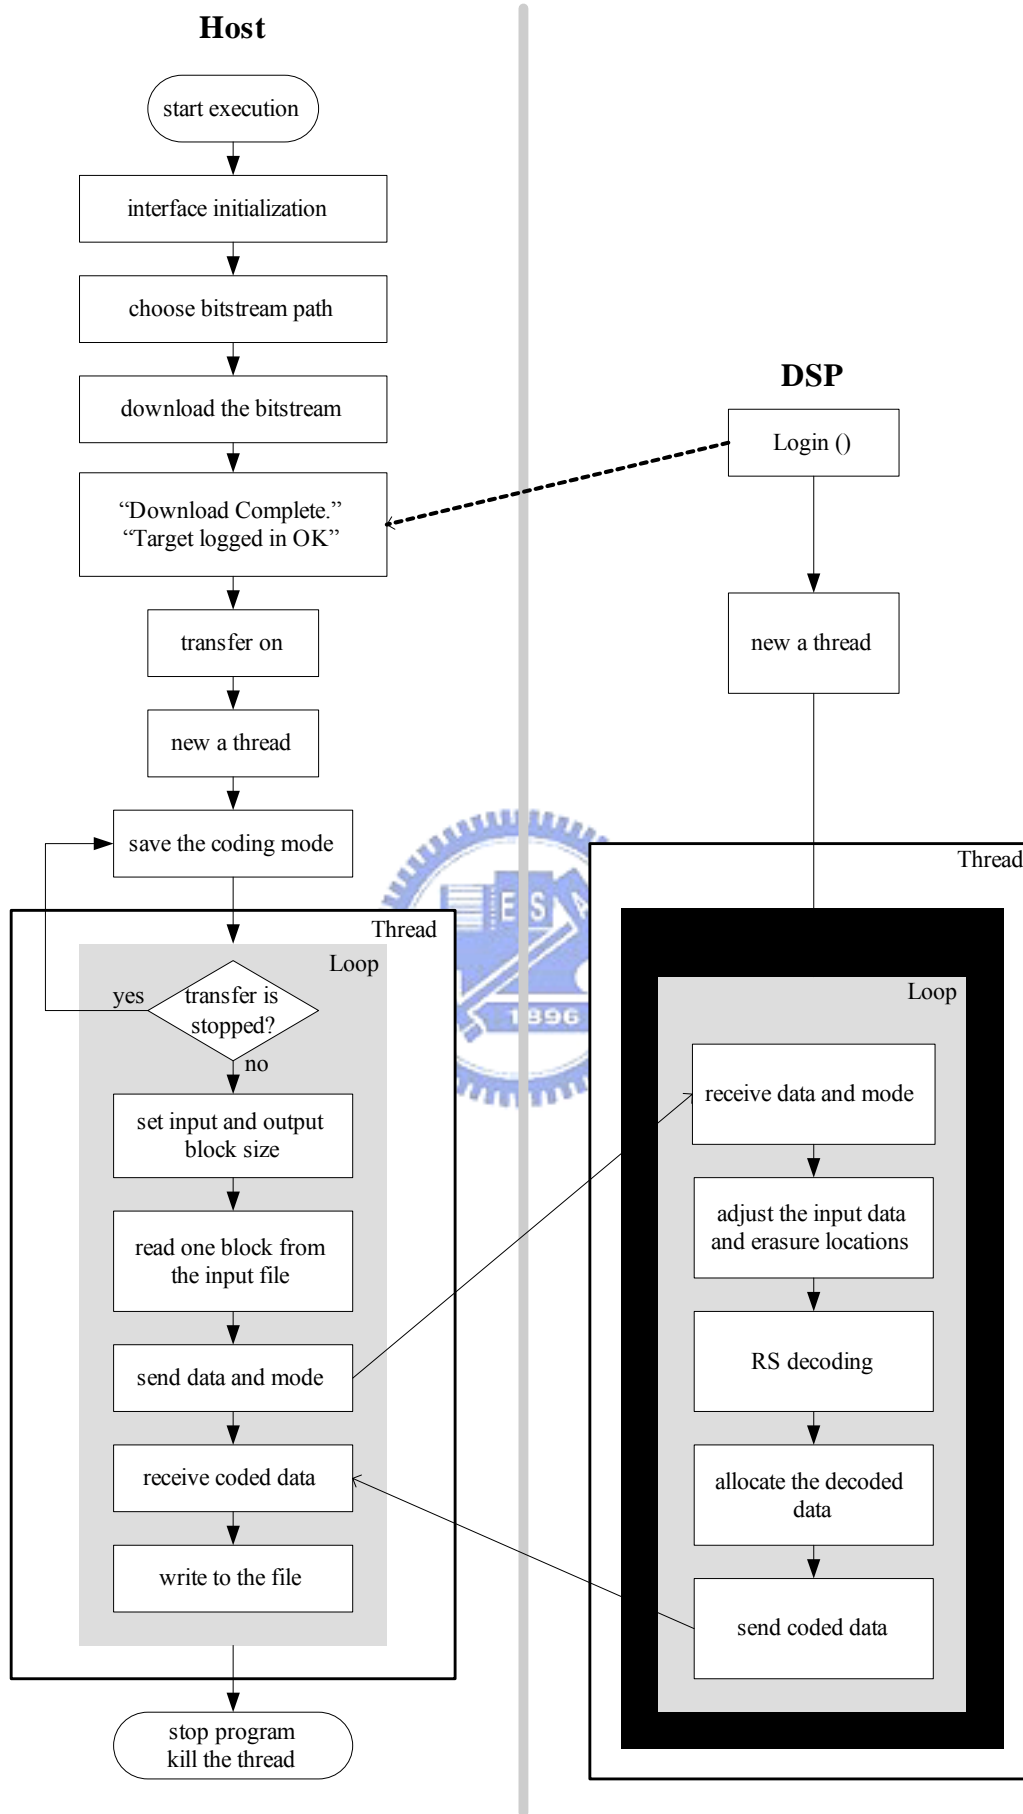 Host
start execution
interface initialization
choose bitstream path
download the bitstream
“Download Complete.”
“Target logged in OK”
transfer on
new a thread
save the coding mode
Thread
Loop
yes
transfer is
stopped?
no
set input and output
block size
read one block from
the input file
send data and mode
receive coded data
write to the file
stop program
kill the thread
DSP
Login ()
new a thread
Thread
Loop
receive data and mode
adjust the input data
and erasure locations
RS decoding
allocate the decoded
data
send coded data
E S A
1896